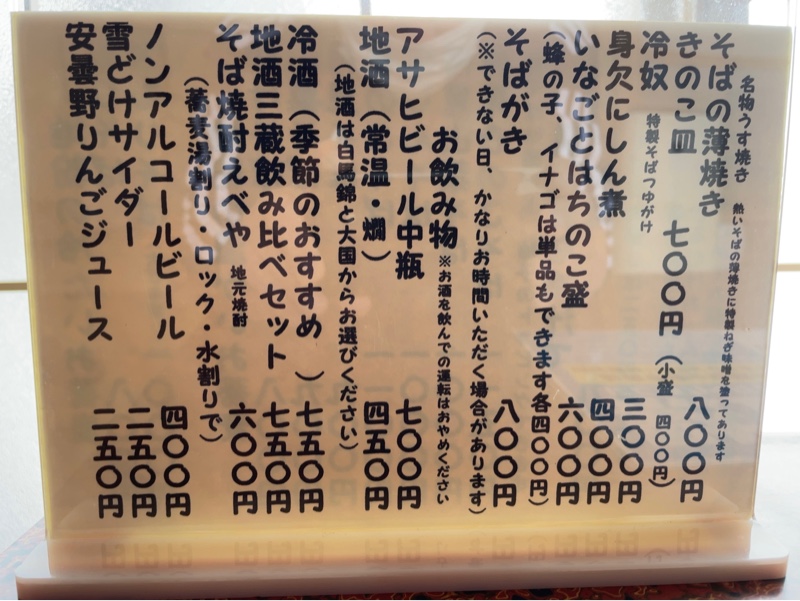 名物うす焼き 熱いそばの薄焼きに特製ねぎ味噌を塗ってあります
そばの薄焼き 八〇〇円
きのこ皿 七〇〇円(小盛 四〇〇円)
冷奴 特製そばつゆがけ 三〇〇円
身欠にしん煮 四〇〇円
いなごとはちのこ盛 六〇〇円
(蜂の子、イナゴは単品もできます各四〇〇円)
そばがき 八〇〇円
(※できない日、かなりお時間いただく場合があります)
お飲み物 ※お酒を飲んでの運転はおやめください
アサヒビール中瓶 七〇〇円
地酒(常温・燗) 四五〇円
(地酒は白馬錦と大国からお選びください)
冷酒(季節のおすすめ) 七五〇円
地酒三蔵飲み比べセット 七五〇円
そば焼酎えべや 地元焼酎 六〇〇円
(蕎麦湯割り・ロック・水割りで)
ノンアルコールビール 四〇〇円
雪どけサイダー 二五〇円
安曇野りんごジュース 二五〇円